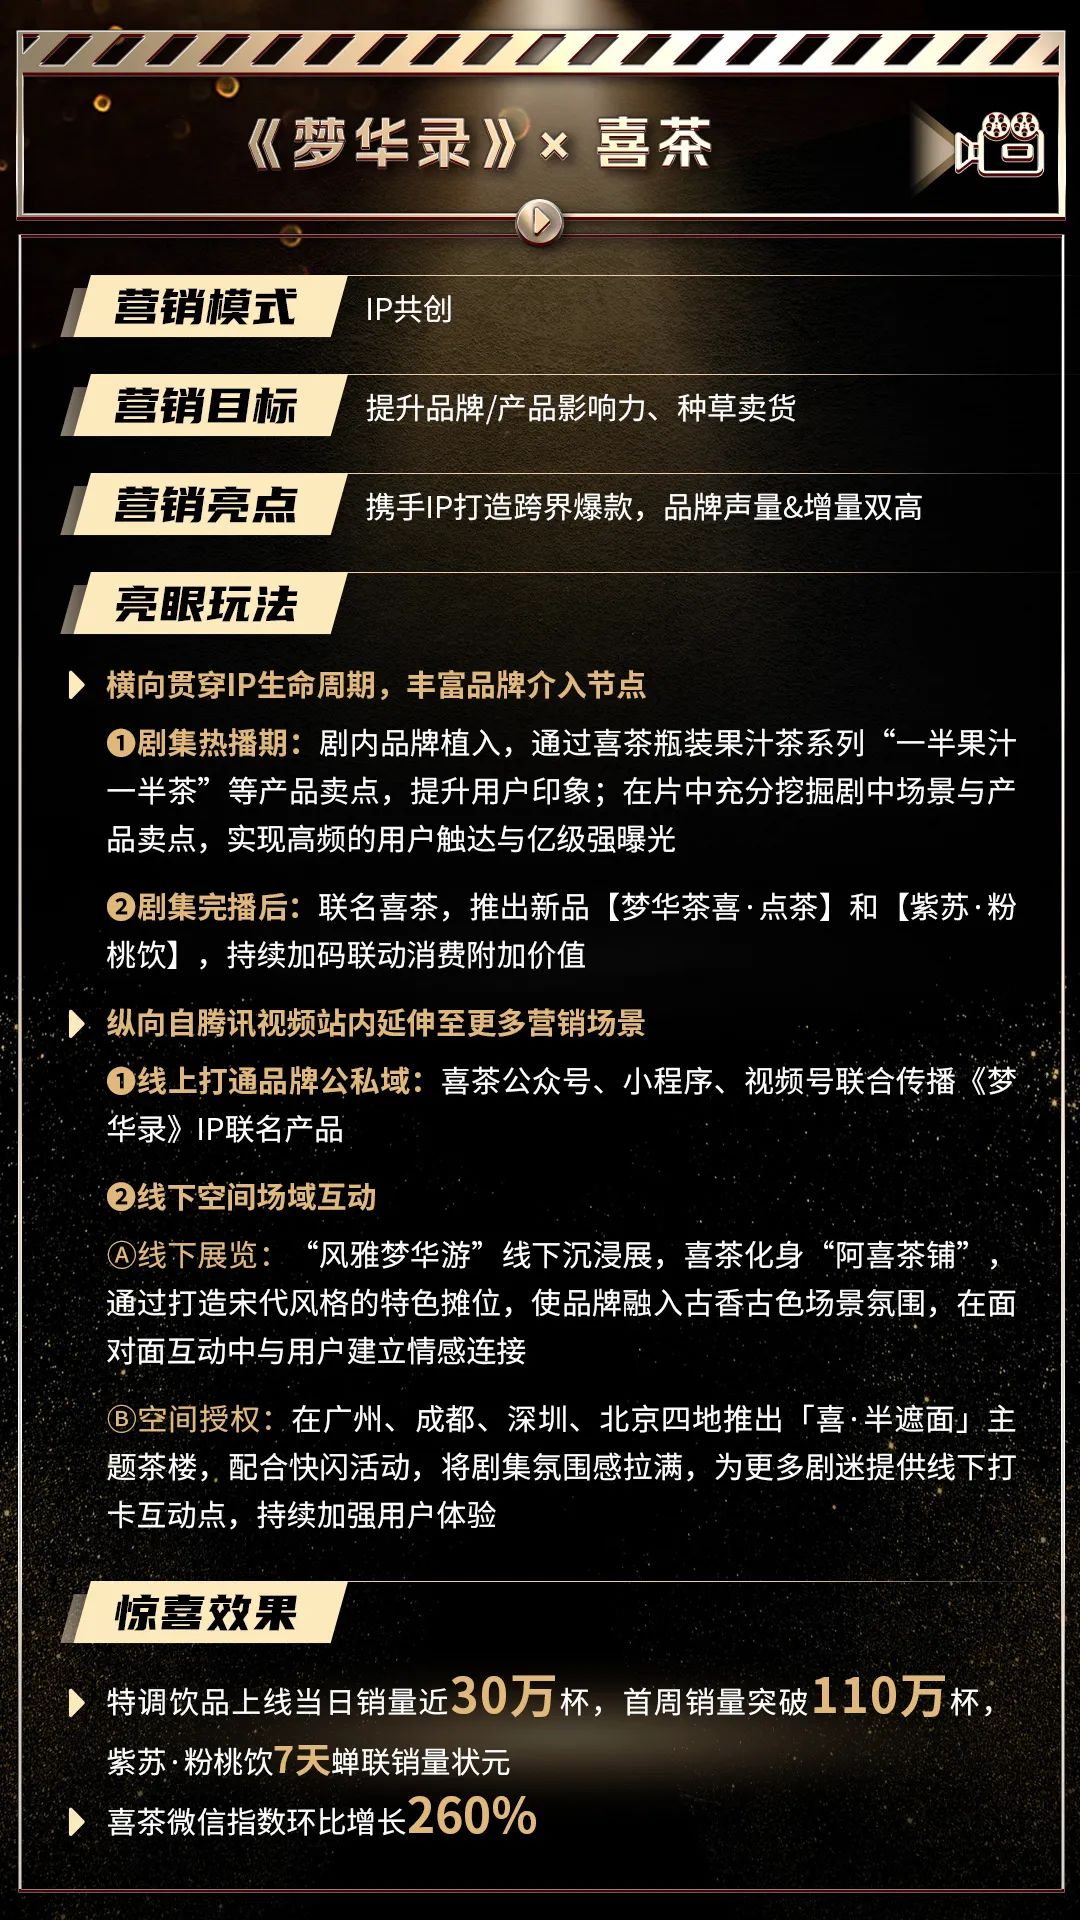 《梦华录》× 喜茶
营销模式
IP共创
营销目标
提升品牌/产品影响力、种草卖货
营销亮点
携手IP打造跨界爆款，品牌声量&增量双高
亮眼玩法
横向贯穿IP生命周期，丰富品牌介入节点
❶剧集热播期：剧内品牌植入，通过喜茶瓶装果汁茶系列“一半果汁
一半茶”等产品卖点，提升用户印象；在片中充分挖掘剧中场景与产
品卖点，实现高频的用户触达与亿级强曝光
❷剧集完播后：联名喜茶，推出新品【梦华茶喜·点茶】和【紫苏·粉
桃饮】，持续加码联动消费附加价值
纵向自腾讯视频站内延伸至更多营销场景
❶线上打通品牌公私域：喜茶公众号、小程序、视频号联合传播《梦
华录》IP联名产品
❷线下空间场域互动
Ⓐ线下展览：“风雅梦华游”线下沉浸展，喜茶化身“阿喜茶铺”，
通过打造宋代风格的特色摊位，使品牌融入古香古色场景氛围，在面
对面互动中与用户建立情感连接
Ⓑ空间授权：在广州、成都、深圳、北京四地推出「喜·半遮面」主
题茶楼，配合快闪活动，将剧集氛围感拉满，为更多剧迷提供线下打
卡互动点，持续加强用户体验
惊喜效果
特调饮品上线当日销量近30万杯，首周销量突破110万杯，
紫苏·粉桃饮7天蝉联销量状元
喜茶微信指数环比增长260%